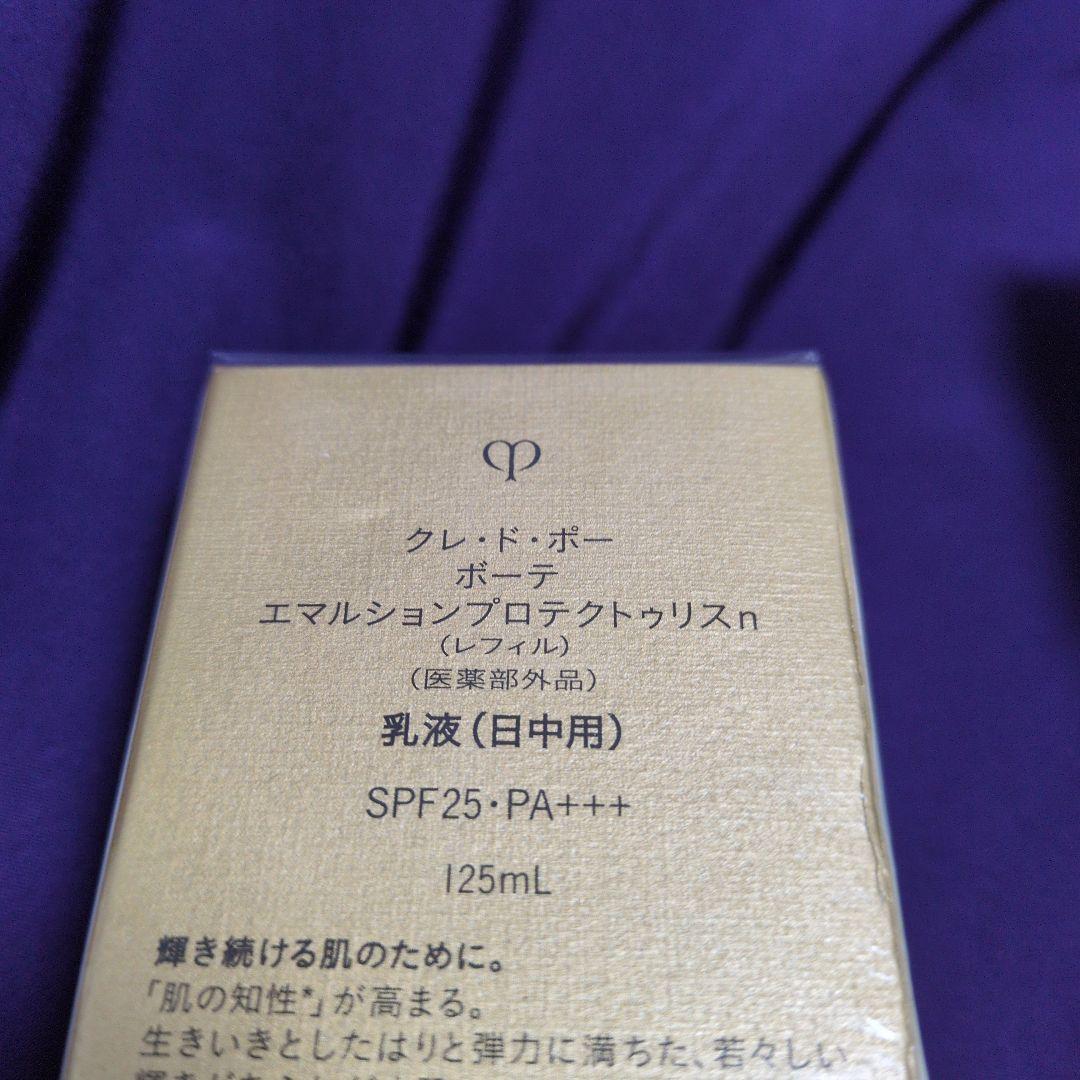 クレ・ド・ポー
ボーテ
エマルションプロテクトゥリスn
(レフィル)
(医薬部外品)
乳液(日中用)
SPF25・PA+++
125mL
輝き続ける肌のために。
「肌の知性*」が高まる。
生きいきとしたはりと弾力に満ちた、若々しい